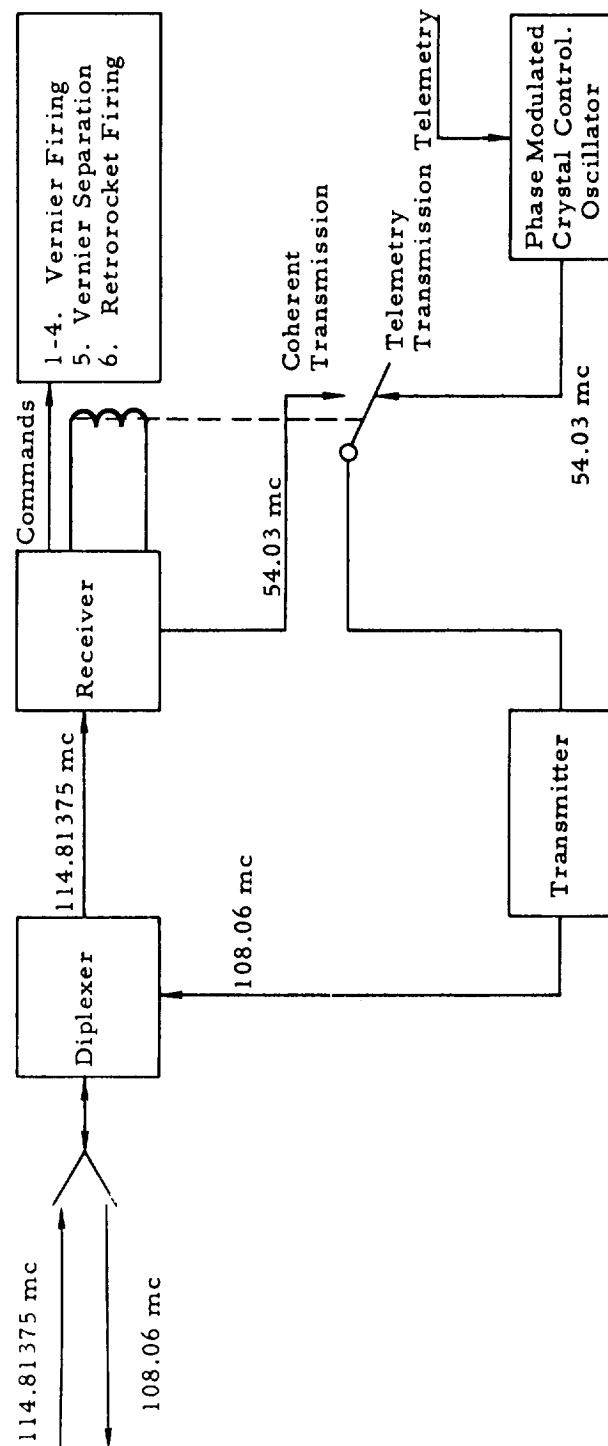 114.81375 mc
108.06 mc
Diplexer
114.81375 mc
108.06 mc
Receiver
Commands
1-4. Vernier Firing
5. Vernier Separation
6. Retrorocket Firing
54.03 mc
Coherent
Transmission
Telemetry
Transmission
Telemetry
Transmitter
54.03 mc
Phase Modulated
Crystal Control.
Oscillator